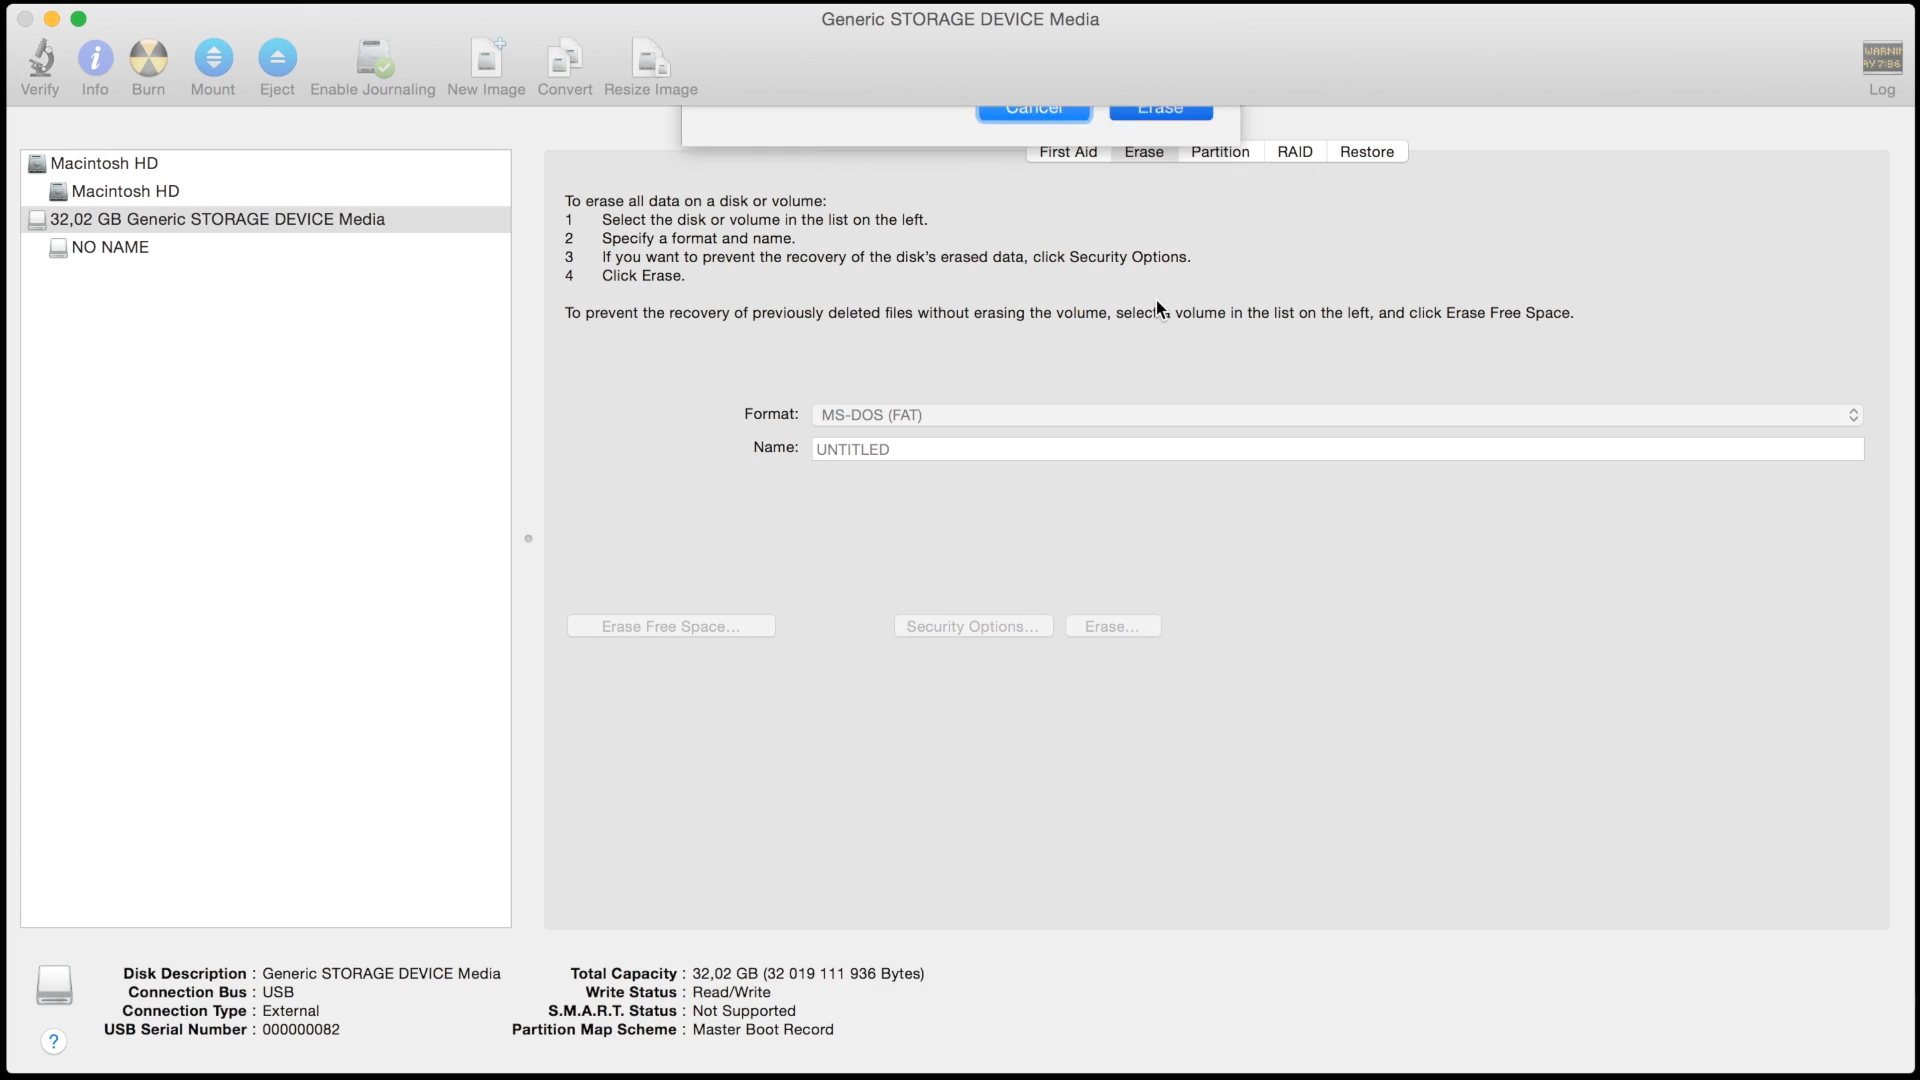 Generic STORAGE DEVICE Media
Verify Info Burn Mount Eject Enable Journaling New Image Convert Resize Image Log
Cancel Erase
First Aid Erase Partition RAID Restore
Macintosh HD
Macintosh HD
32,02 GB Generic STORAGE DEVICE Media
NO NAME
To erase all data on a disk or volume:
1 Select the disk or volume in the list on the left.
2 Specify a format and name.
3 If you want to prevent the recovery of the disk's erased data, click Security Options.
4 Click Erase.
To prevent the recovery of previously deleted files without erasing the volume, select a volume in the list on the left, and click Erase Free Space.
Format: MS-DOS (FAT)
Name: UNTITLED
Erase Free Space... Security Options... Erase...
Disk Description : Generic STORAGE DEVICE Media
Connection Bus : USB
Connection Type : External
USB Serial Number : 000000082
Total Capacity : 32,02 GB (32 019 111 936 Bytes)
Write Status : Read/Write
S.M.A.R.T. Status : Not Supported
Partition Map Scheme : Master Boot Record
?